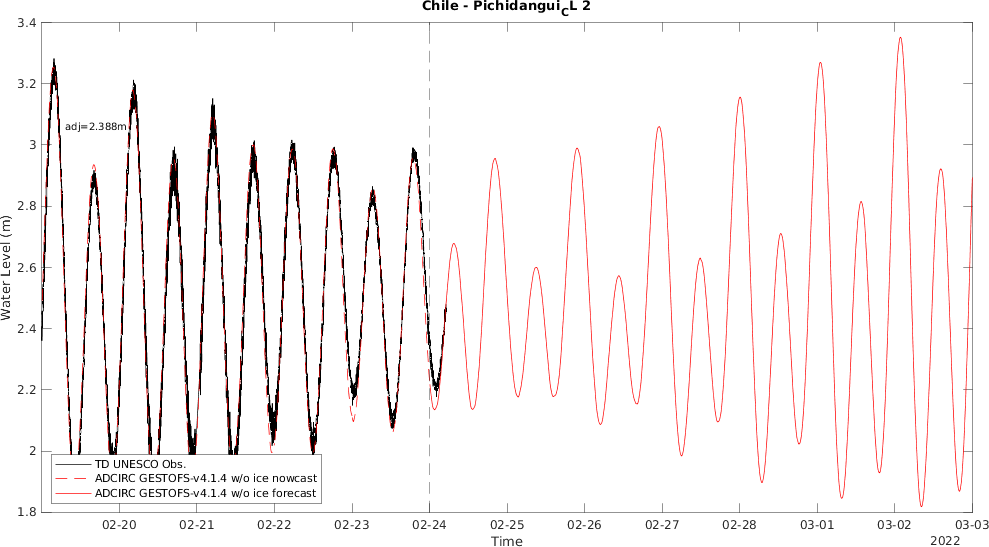 Chile - Pichidangui_C L 2
3.4
3.2
3
2.8
2.6
2.4
2.2
2
1.8
Water Level (m)
adj=2.388m
TD UNESCO Obs.
ADCIRC GESTOFS-v4.1.4 w/o ice nowcast
ADCIRC GESTOFS-v4.1.4 w/o ice forecast
02-20 02-21 02-22 02-23 02-24 02-25 02-26 02-27 02-28 03-01 03-02 03-03
Time
2022